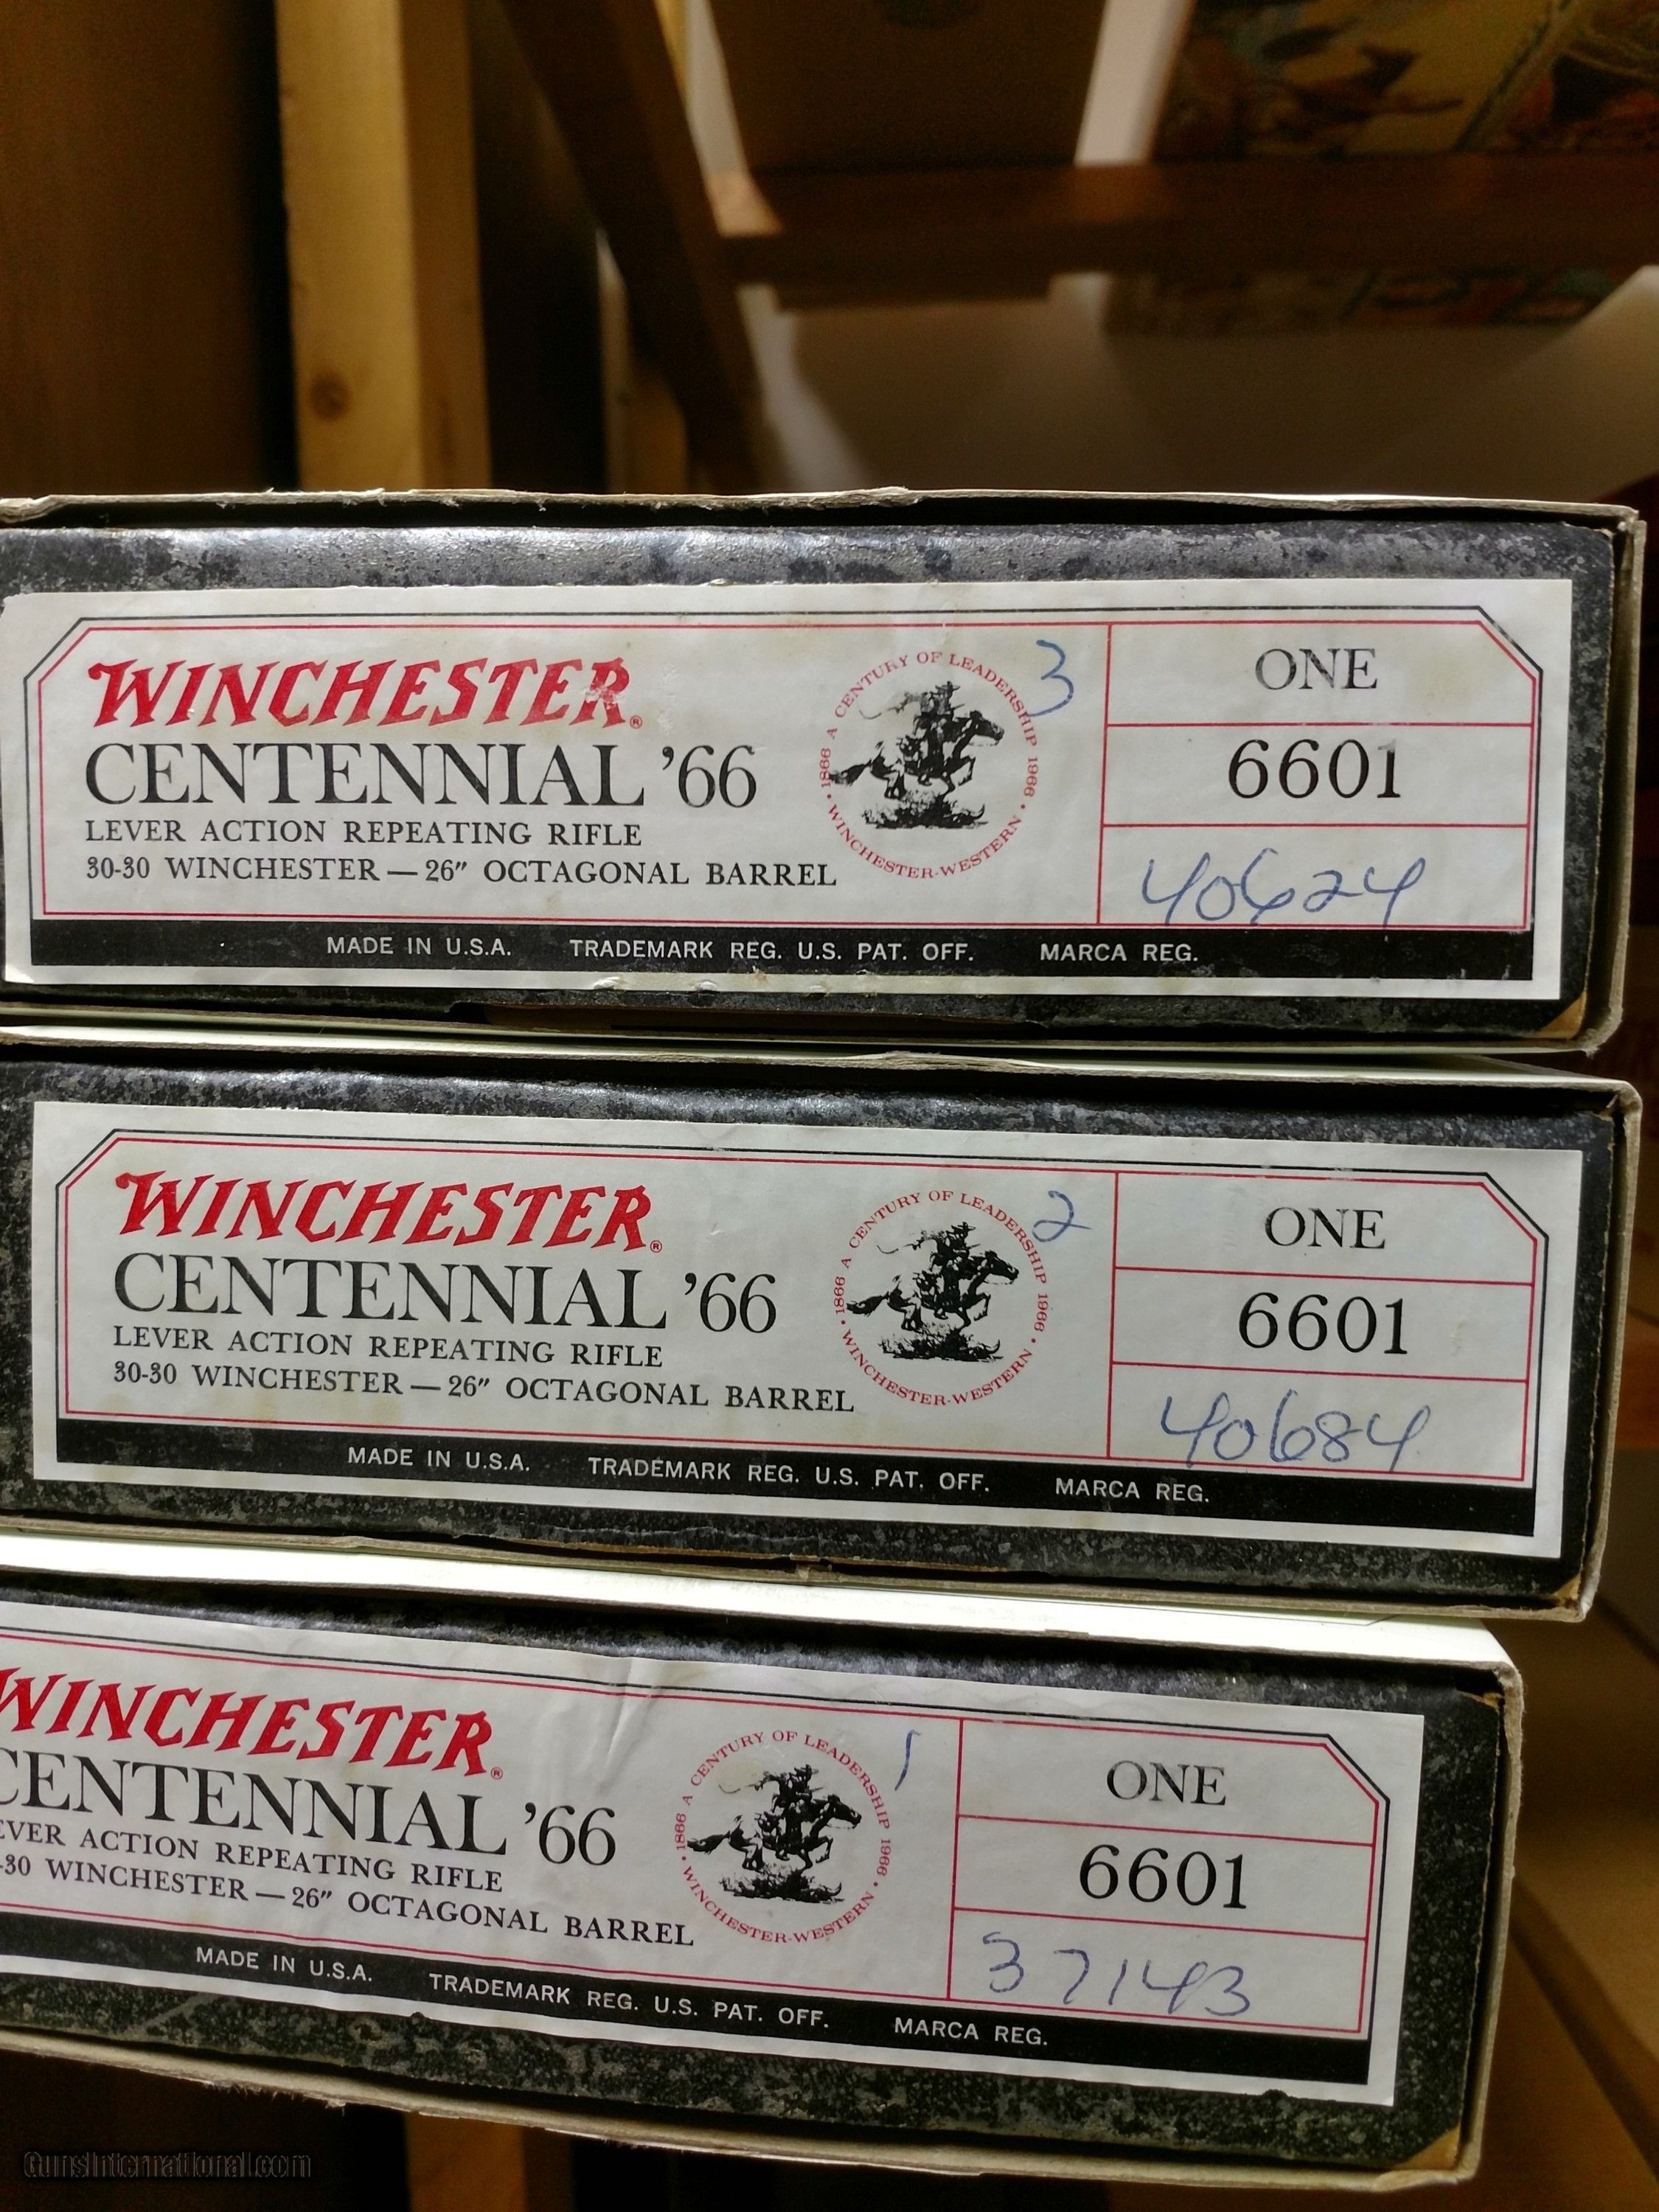 WINCHESTER®
CENTENNIAL '66
LEVER ACTION REPEATING RIFLE
30-30 WINCHESTER — 26" OCTAGONAL BARREL
1866 A CENTURY OF LEADERSHIP 1966 • WINCHESTER-WESTERN •
3
ONE
6601
40624
MADE IN U.S.A. TRADEMARK REG. U.S. PAT. OFF. MARCA REG.
WINCHESTER®
CENTENNIAL '66
LEVER ACTION REPEATING RIFLE
30-30 WINCHESTER — 26" OCTAGONAL BARREL
1866 A CENTURY OF LEADERSHIP 1966 • WINCHESTER-WESTERN •
2
ONE
6601
40684
MADE IN U.S.A. TRADEMARK REG. U.S. PAT. OFF. MARCA REG.
WINCHESTER®
CENTENNIAL '66
EVER ACTION REPEATING RIFLE
-30 WINCHESTER — 26" OCTAGONAL BARREL
1866 A CENTURY OF LEADERSHIP 1966 • WINCHESTER-WESTERN •
1
ONE
6601
37143
MADE IN U.S.A. TRADEMARK REG. U.S. PAT. OFF. MARCA REG.
GunsInternational.com